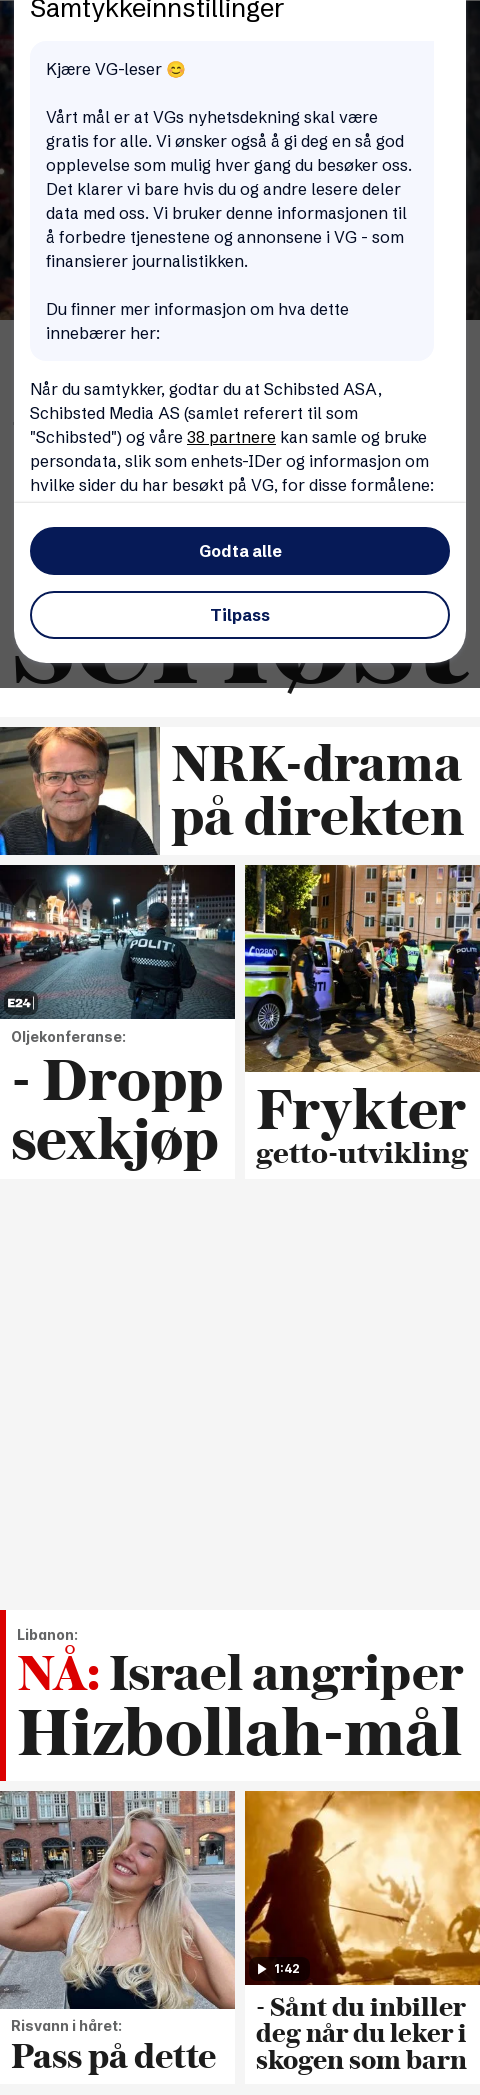 Samtykkeinnstillinger
Kjære VG-leser 😊
Vårt mål er at VGs nyhetsdekning skal være
gratis for alle. Vi ønsker også å gi deg en så god
opplevelse som mulig hver gang du besøker oss.
Det klarer vi bare hvis du og andre lesere deler
data med oss. Vi bruker denne informasjonen til
å forbedre tjenestene og annonsene i VG - som
finansierer journalistikken.
Du finner mer informasjon om hva dette
innebærer her:
Når du samtykker, godtar du at Schibsted ASA,
Schibsted Media AS (samlet referert til som
"Schibsted") og våre 38 partnere kan samle og bruke
persondata, slik som enhets-IDer og informasjon om
hvilke sider du har besøkt på VG, for disse formålene:
Godta alle
Tilpass
NRK-drama
på direkten
POLITI
E24
Oljekonferanse:
- Dropp
sexkjøp
02800
POLITI
Frykter
getto-utvikling
Libanon:
NÅ: Israel angriper
Hizbollah-mål
SALE
Risvann i håret:
Pass på dette
1:42
- Sånt du inbiller
deg når du leker i
skogen som barn